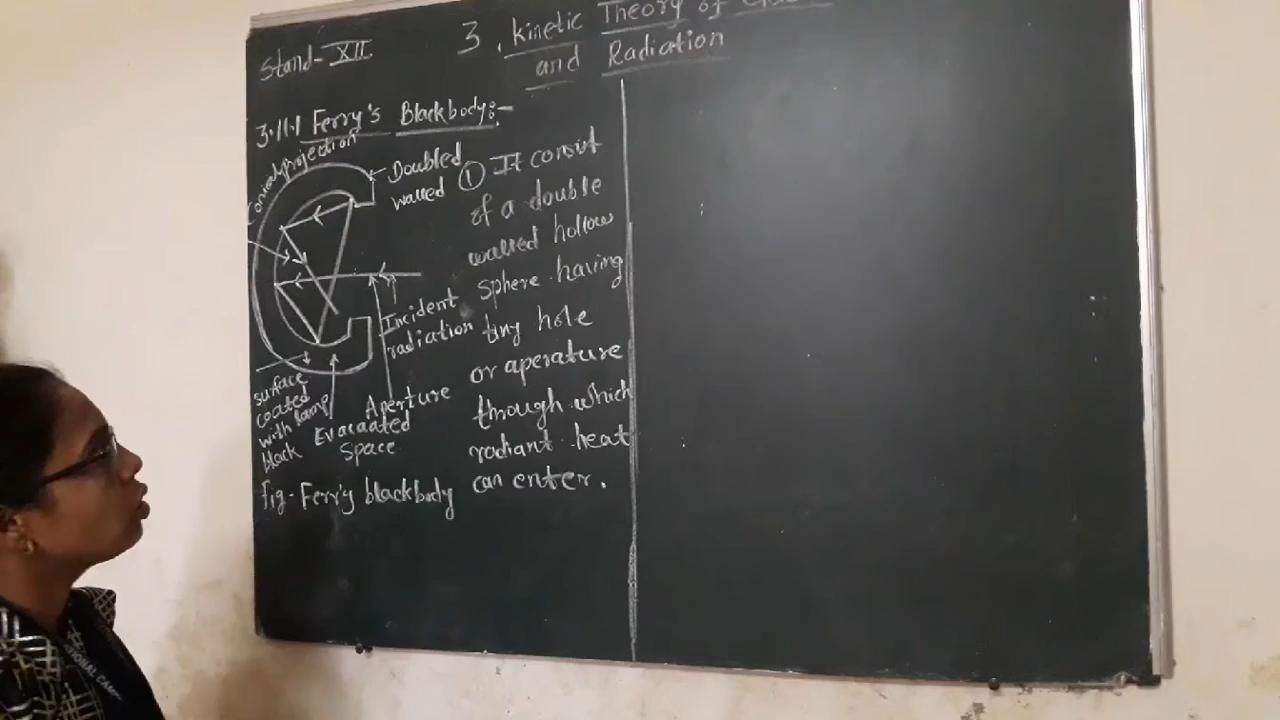 Stand-XII
3. Kinetic Theory of
and Radiation
3.11.1 Ferry's Blackbody:-
Conical Projection
Doubled
walled
Incident
radiation
Aperture
Evacuated
Space
surface
coated
with lamp
black
Fig- Ferry's blackbody
① It consist
of a double
walled hollow
sphere having
tiny hole
or aperature
through which
radiant heat
can enter.